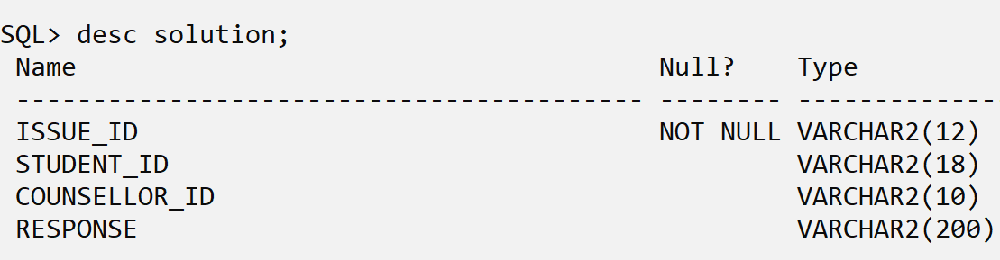 SQL> desc solution;
Name Null? Type
----------------------------------------- -------- -------------
ISSUE_ID NOT NULL VARCHAR2(12)
STUDENT_ID VARCHAR2(18)
COUNSELLOR_ID VARCHAR2(10)
RESPONSE VARCHAR2(200)